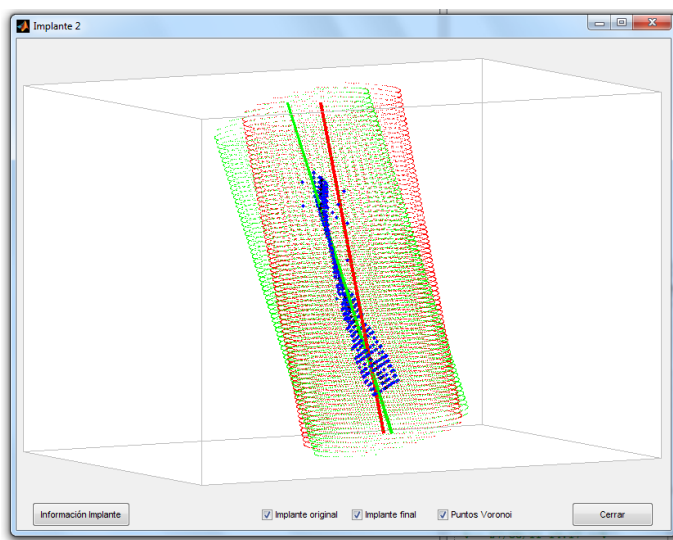 Implante 2
Información Implante
Implante original
Implante final
Puntos Voronoi
Cerrar